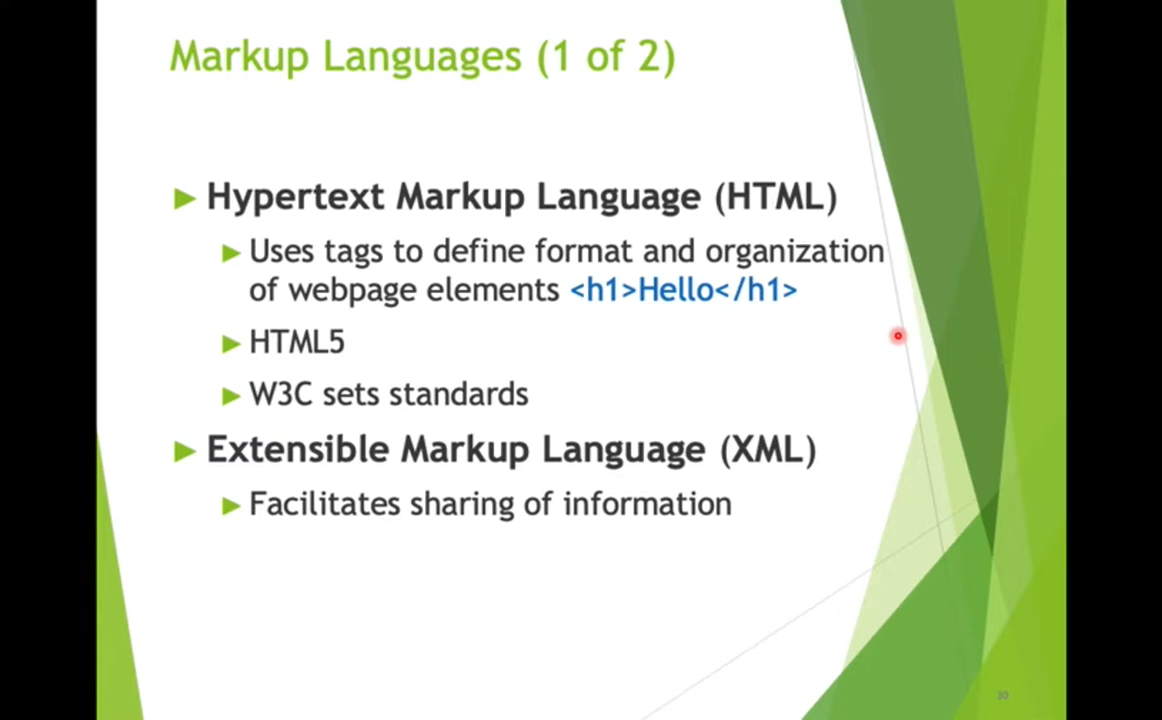 Markup Languages (1 of 2)
Hypertext Markup Language (HTML)
Uses tags to define format and organization
of webpage elements <h1>Hello</h1>
HTML5
W3C sets standards
Extensible Markup Language (XML)
Facilitates sharing of information